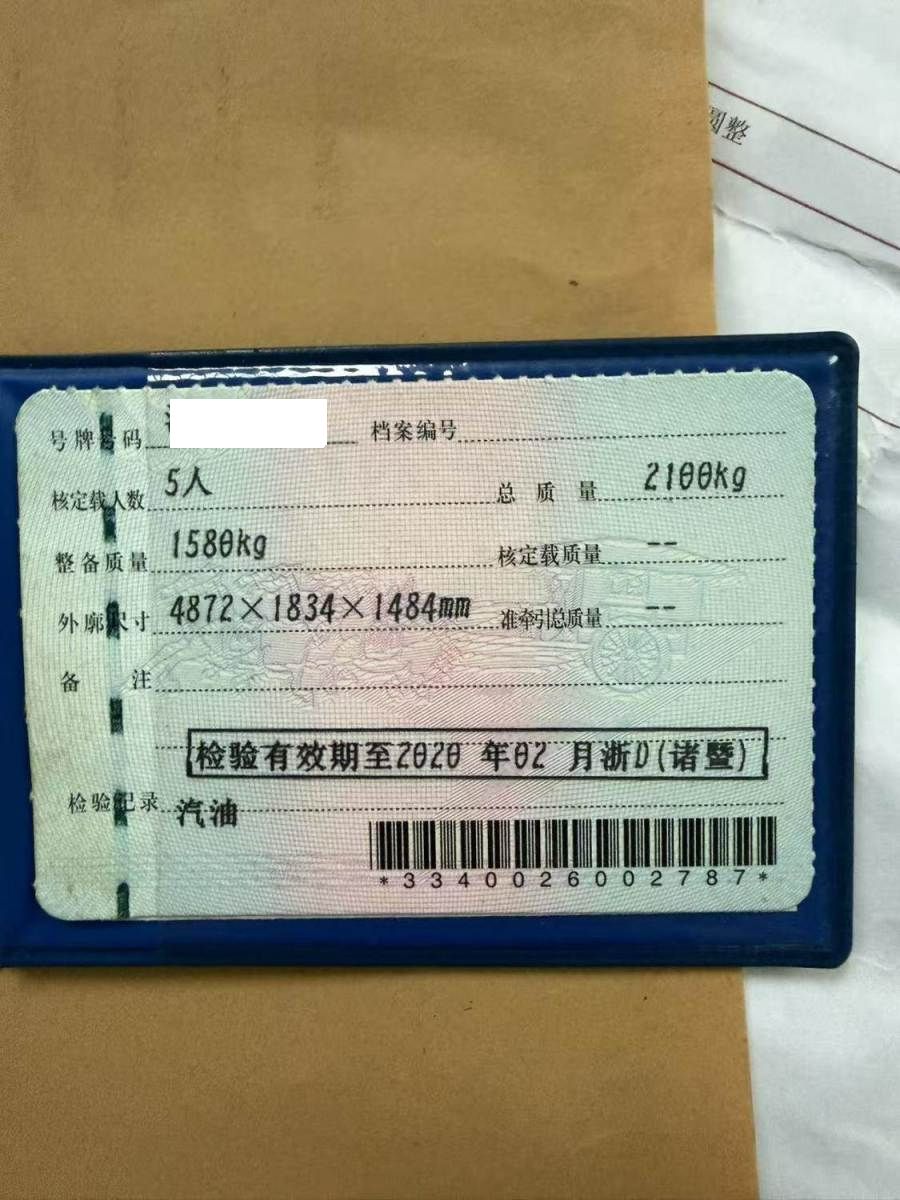 圆整
号牌号码 档案编号
核定载人数 5人 总质量 2100kg
整备质量 1580kg 核定载质量 --
外廓尺寸 4872×1834×1484mm 准牵引总质量 --
备注
检验有效期至2020 年02 月浙D(诸暨)
检验记录 汽油
*3340026002787*